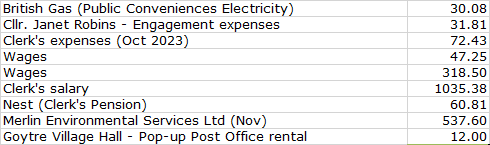 British Gas (Public Conveniences Electricity) 30.08
Cllr. Janet Robins - Engagement expenses 31.81
Clerk's expenses (Oct 2023) 72.43
Wages 47.25
Wages 318.50
Clerk's salary 1035.38
Nest (Clerk's Pension) 60.81
Merlin Environmental Services Ltd (Nov) 537.60
Goytre Village Hall - Pop-up Post Office rental 12.00